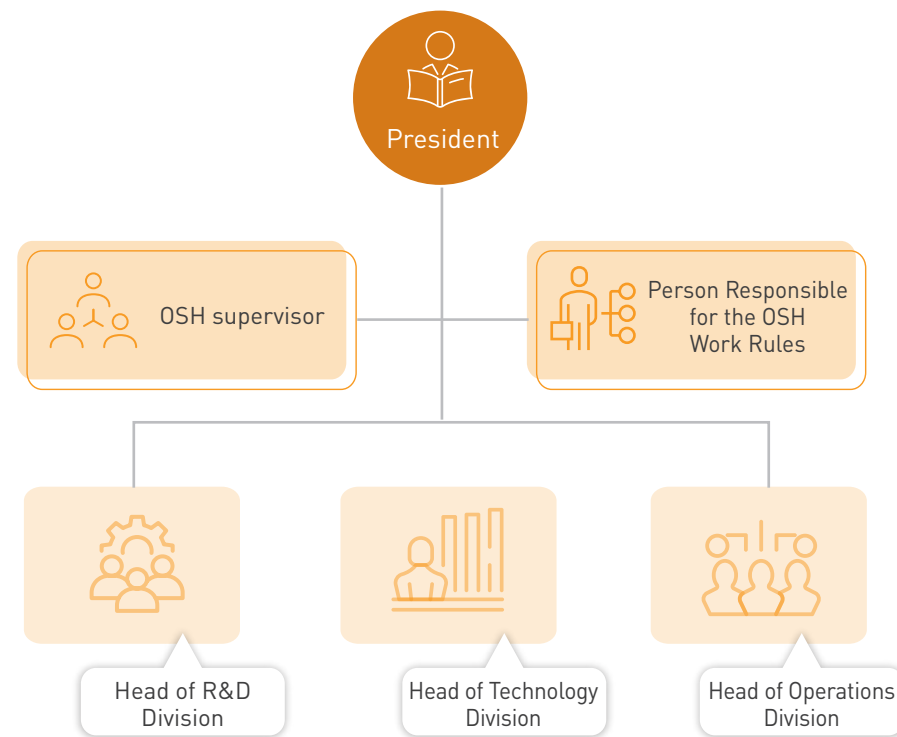 President
OSH supervisor
Person Responsible
for the OSH
Work Rules
Head of R&D
Division
Head of Technology
Division
Head of Operations
Division